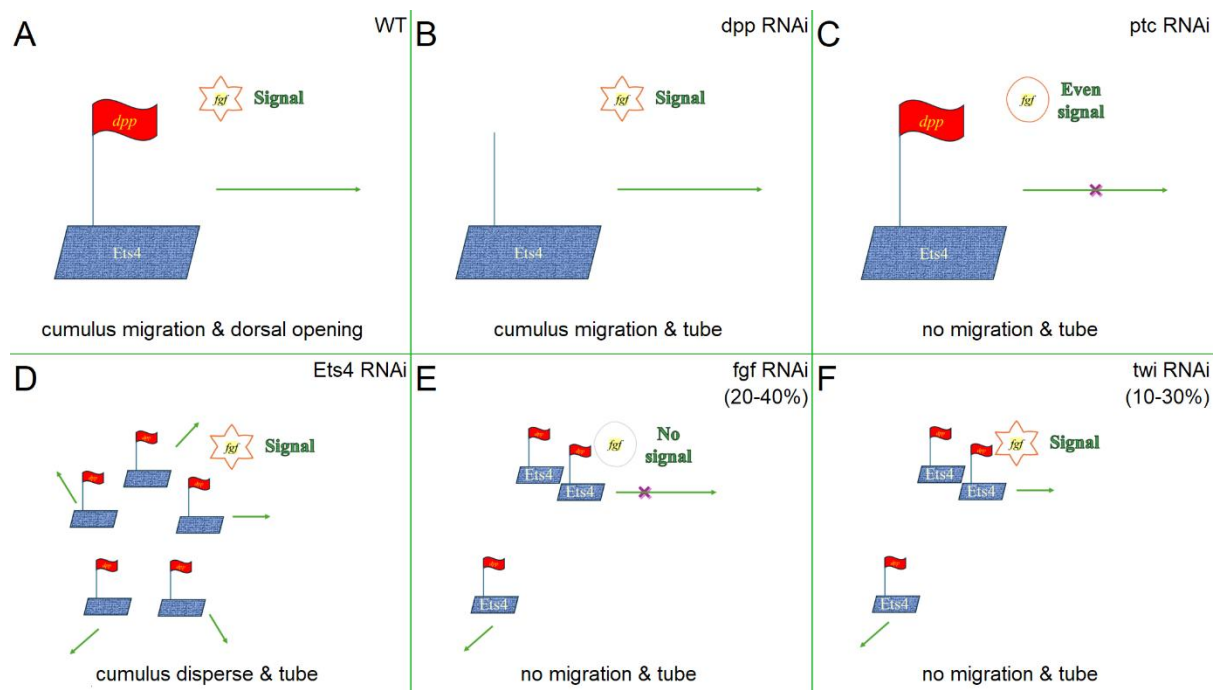 A
WT
dpp
fgf
Signal
Ets4
cumulus migration & dorsal opening
B
dpp RNAi
fgf
Signal
Ets4
cumulus migration & tube
C
ptc RNAi
dpp
fgf
Even
signal
Ets4
no migration & tube
D
Ets4 RNAi
fgf
Signal
cumulus disperse & tube
E
fgf RNAi
(20-40%)
fgf
No
signal
Ets4
Ets4
Ets4
no migration & tube
F
twi RNAi
(10-30%)
fgf
Signal
Ets4
Ets4
Ets4
no migration & tube